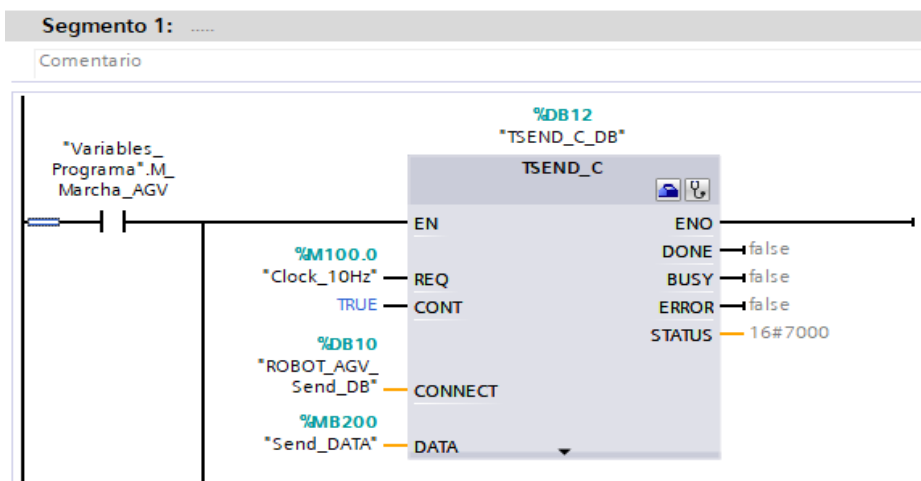 Segmento 1: .....
Comentario
%DB12
"TSEND_C_DB"
"Variables_
Programa".M_
Marcha_AGV
TSEND_C
EN
ENO
%M100.0
"Clock_10Hz"
REQ
DONE
false
BUSY
false
TRUE
CONT
ERROR
false
STATUS
16#7000
%DB10
"ROBOT_AGV_
Send_DB"
CONNECT
%MB200
"Send_DATA"
DATA